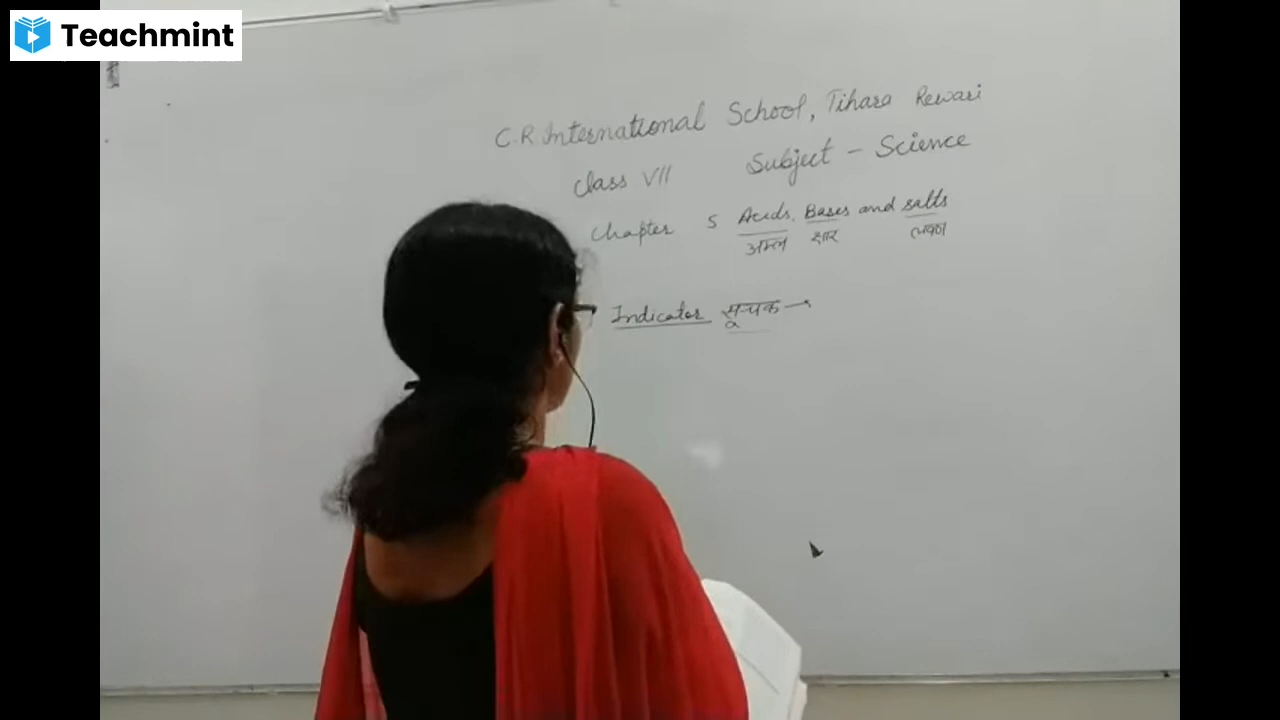 Teachmint
C.R. International School, Tihara Rewari
Class VII Subject - Science
Chapter 5 Acids, Bases and salts
अम्ल क्षार लवण
Indicator सूचक →